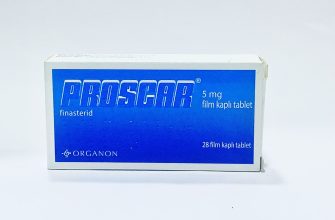 PROSCAR®
5 mg
film kaplı tablet
finasterid
ORGANON
28 film kaplı tablet